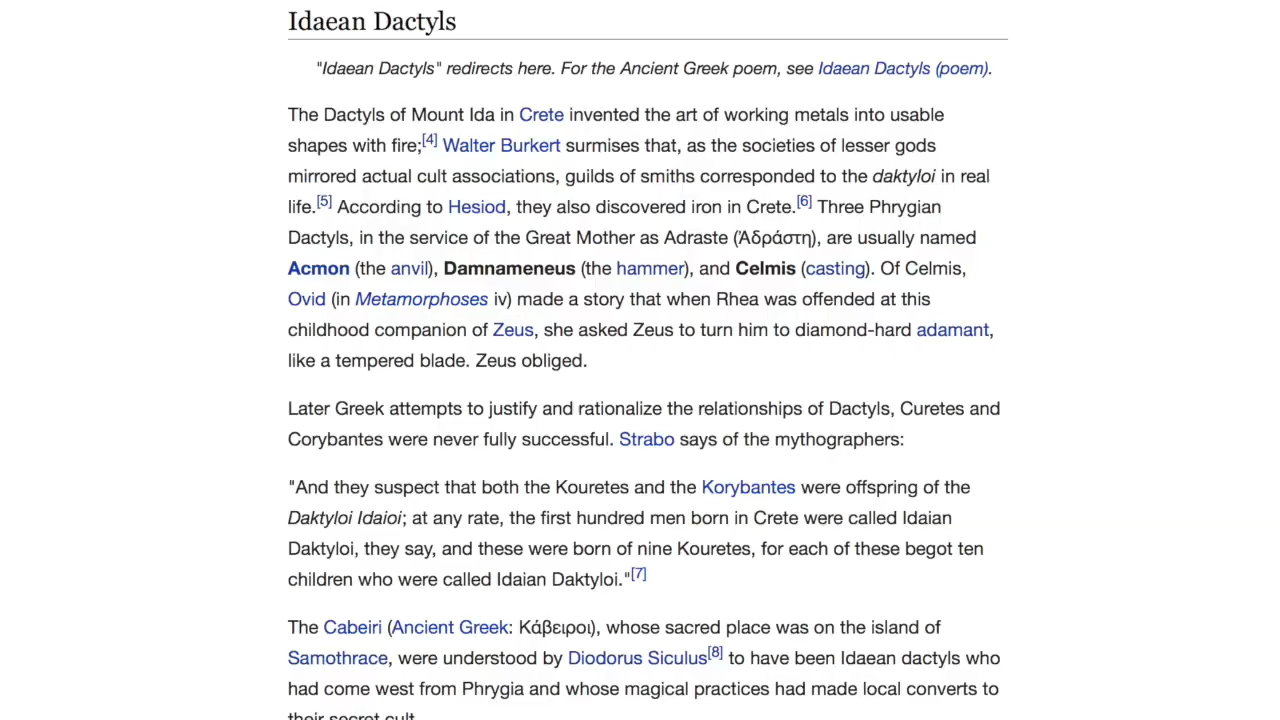 Idaean Dactyls
"Idaean Dactyls" redirects here. For the Ancient Greek poem, see Idaean Dactyls (poem).
The Dactyls of Mount Ida in Crete invented the art of working metals into usable
shapes with fire;[4] Walter Burkert surmises that, as the societies of lesser gods
mirrored actual cult associations, guilds of smiths corresponded to the daktyloi in real
life.[5] According to Hesiod, they also discovered iron in Crete.[6] Three Phrygian
Dactyls, in the service of the Great Mother as Adraste (Ἀδράστη), are usually named
Acmon (the anvil), Damnameneus (the hammer), and Celmis (casting). Of Celmis,
Ovid (in Metamorphoses iv) made a story that when Rhea was offended at this
childhood companion of Zeus, she asked Zeus to turn him to diamond-hard adamant,
like a tempered blade. Zeus obliged.
Later Greek attempts to justify and rationalize the relationships of Dactyls, Curetes and
Corybantes were never fully successful. Strabo says of the mythographers:
"And they suspect that both the Kouretes and the Korybantes were offspring of the
Daktyloi Idaioi; at any rate, the first hundred men born in Crete were called Idaian
Daktyloi, they say, and these were born of nine Kouretes, for each of these begot ten
children who were called Idaian Daktyloi."[7]
The Cabeiri (Ancient Greek: Κάβειροι), whose sacred place was on the island of
Samothrace, were understood by Diodorus Siculus[8] to have been Idaean dactyls who
had come west from Phrygia and whose magical practices had made local converts to
their secret cult.